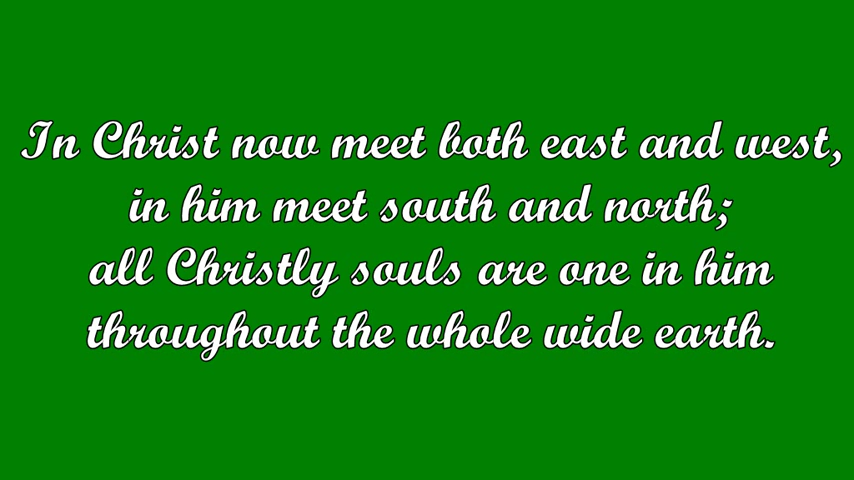 In Christ now meet both east and west,
in him meet south and north;
all Christly souls are one in him
throughout the whole wide earth.